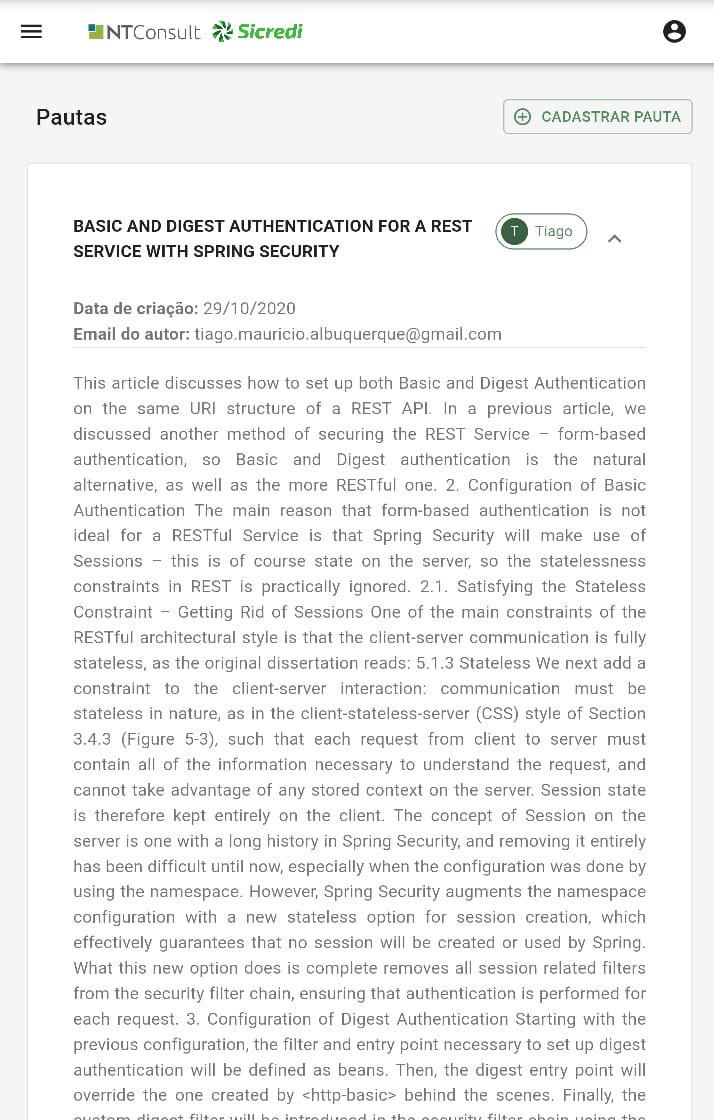 NTConsult Sicredi
Pautas
CADASTRAR PAUTA
BASIC AND DIGEST AUTHENTICATION FOR A REST
SERVICE WITH SPRING SECURITY
T Tiago
Data de criação: 29/10/2020
Email do autor: tiago.mauricio.albuquerque@gmail.com
This article discusses how to set up both Basic and Digest Authentication
on the same URI structure of a REST API. In a previous article, we
discussed another method of securing the REST Service – form-based
authentication, so Basic and Digest authentication is the natural
alternative, as well as the more RESTful one. 2. Configuration of Basic
Authentication The main reason that form-based authentication is not
ideal for a RESTful Service is that Spring Security will make use of
Sessions – this is of course state on the server, so the statelessness
constraints in REST is practically ignored. 2.1. Satisfying the Stateless
Constraint – Getting Rid of Sessions One of the main constraints of the
RESTful architectural style is that the client-server communication is fully
stateless, as the original dissertation reads: 5.1.3 Stateless We next add a
constraint to the client-server interaction: communication must be
stateless in nature, as in the client-stateless-server (CSS) style of Section
3.4.3 (Figure 5-3), such that each request from client to server must
contain all of the information necessary to understand the request, and
cannot take advantage of any stored context on the server. Session state
is therefore kept entirely on the client. The concept of Session on the
server is one with a long history in Spring Security, and removing it entirely
has been difficult until now, especially when the configuration was done by
using the namespace. However, Spring Security augments the namespace
configuration with a new stateless option for session creation, which
effectively guarantees that no session will be created or used by Spring.
What this new option does is complete removes all session related filters
from the security filter chain, ensuring that authentication is performed for
each request. 3. Configuration of Digest Authentication Starting with the
previous configuration, the filter and entry point necessary to set up digest
authentication will be defined as beans. Then, the digest entry point will
override the one created by <http-basic> behind the scenes. Finally, the
custom digest filter will be introduced in the security filter chain using the